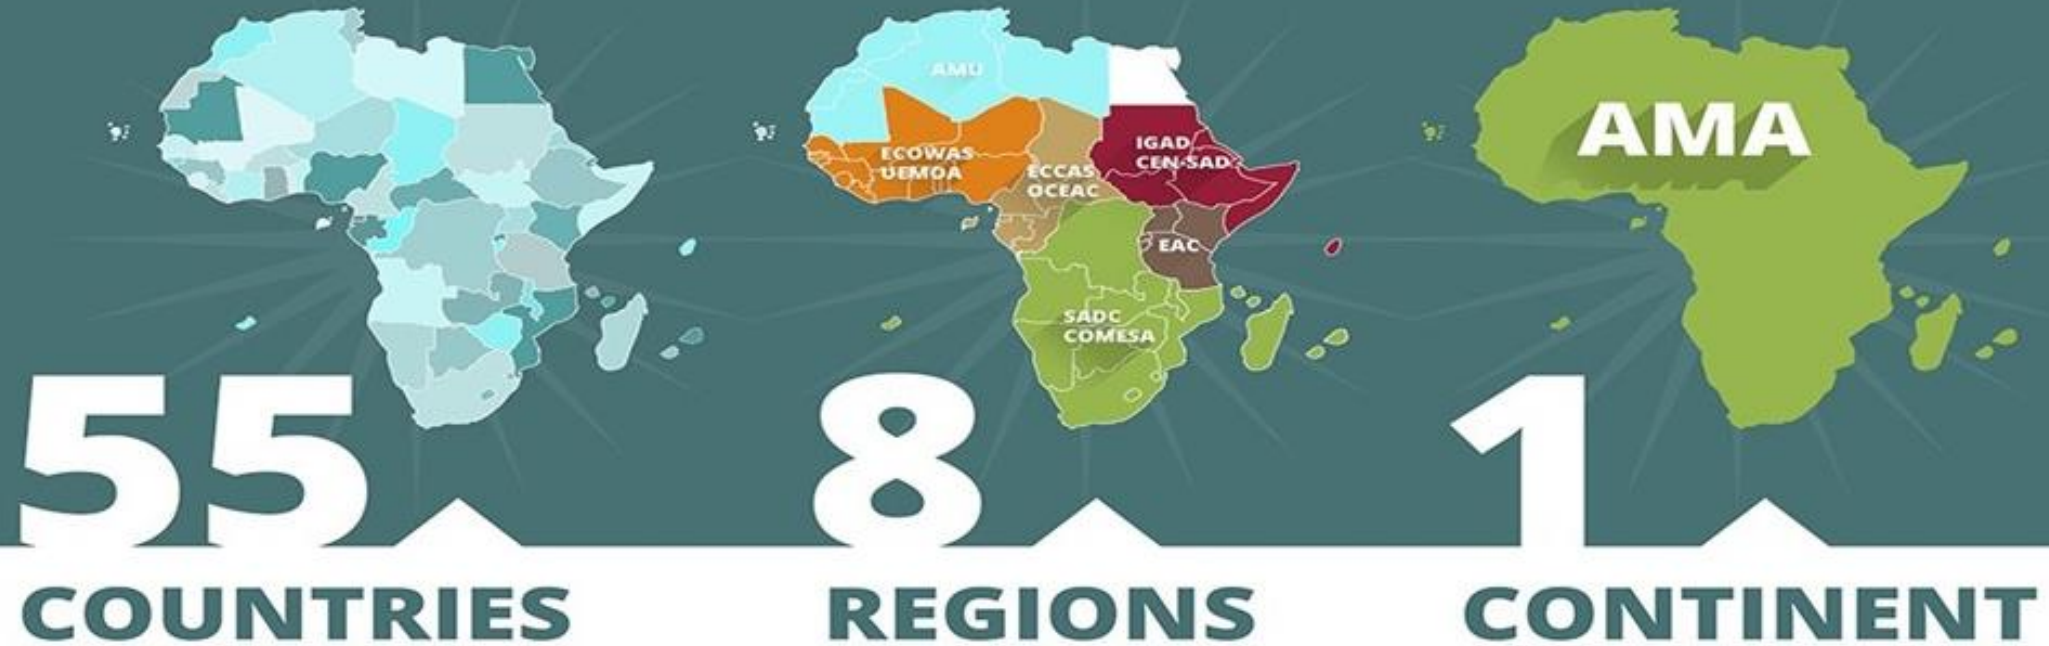 AMU
ECOWAS
UEMOA
ECCAS
OCEAC
IGAD
CEN-SAD
EAC
SADC
COMESA
AMA
55
COUNTRIES
8
REGIONS
1
CONTINENT